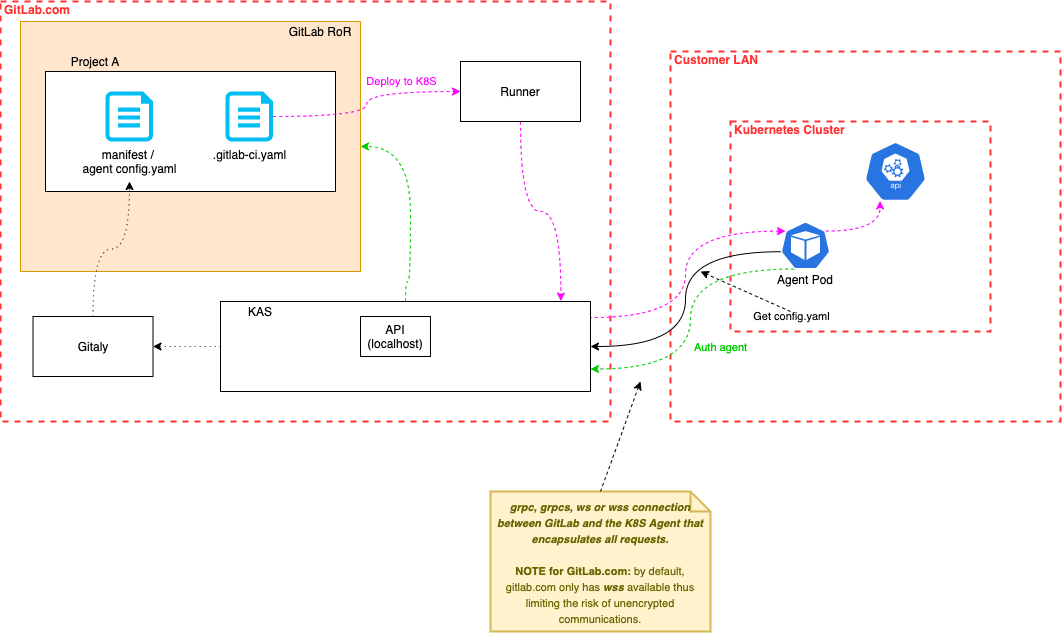 GitLab.com
GitLab RoR
Project A
manifest /
agent config.yaml
.gitlab-ci.yaml
Deploy to K8S
Runner
Customer LAN
Kubernetes Cluster
api
Agent Pod
Get config.yaml
Auth agent
KAS
API
(localhost)
Gitaly
grpc, grpcs, ws or wss connection
between GitLab and the K8S Agent that
encapsulates all requests.
NOTE for GitLab.com: by default,
gitlab.com only has wss available thus
limiting the risk of unencrypted
communications.